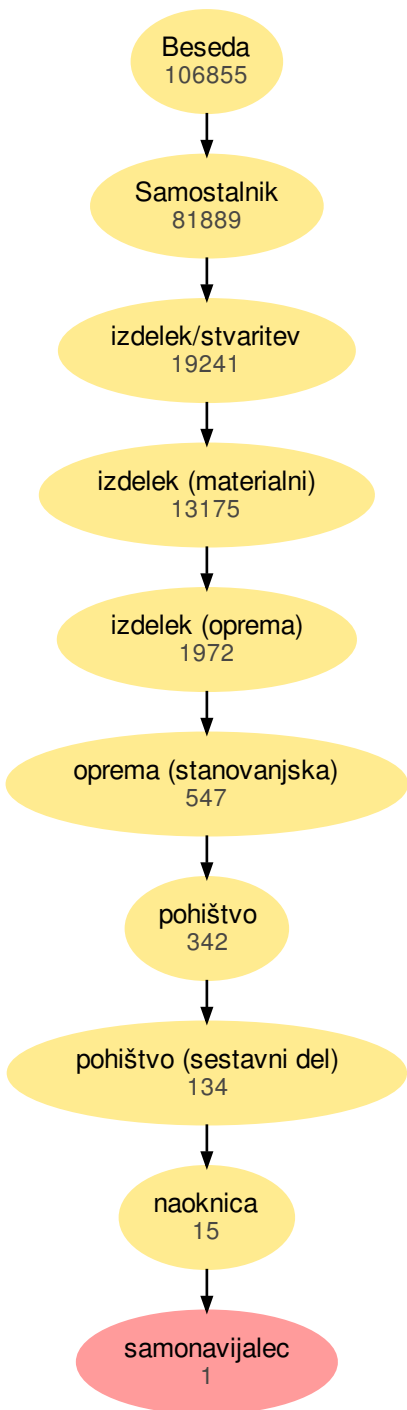 Beseda
106855
Samostalnik
81889
izdelek/stvaritev
19241
izdelek (materialni)
13175
izdelek (oprema)
1972
oprema (stanovanjska)
547
pohištvo
342
pohištvo (sestavni del)
134
naoknica
15
samonavijalec
1